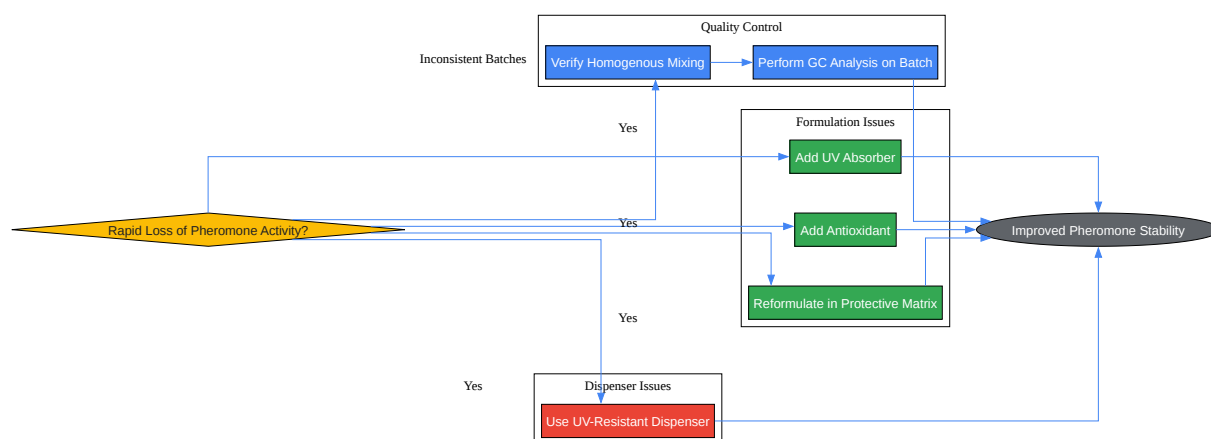 Quality Control
Inconsistent Batches
Verify Homogenous Mixing
Perform GC Analysis on Batch
Yes
Formulation Issues
Add UV Absorber
Rapid Loss of Pheromone Activity?
Yes
Add Antioxidant
Improved Pheromone Stability
Reformulate in Protective Matrix
Yes
Yes
Dispenser Issues
Use UV-Resistant Dispenser